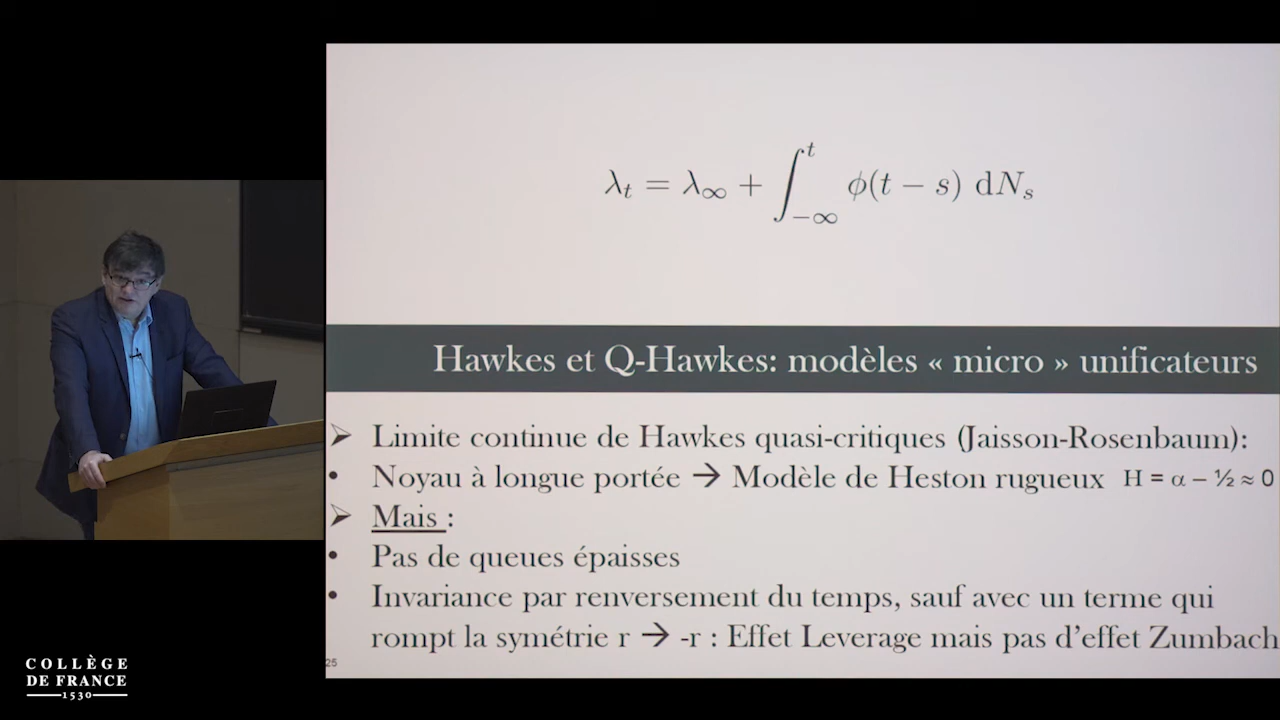 λ_t = λ_∞ + ∫_{-∞}^{t} ϕ(t − s) dN_s
Hawkes et Q-Hawkes: modèles « micro » unificateurs
➢ Limite continue de Hawkes quasi-critiques (Jaisson-Rosenbaum):
• Noyau à longue portée → Modèle de Heston rugueux H = α – ½ ≈ 0
➢ Mais :
• Pas de queues épaisses
• Invariance par renversement du temps, sauf avec un terme qui
rompt la symétrie r → -r : Effet Leverage mais pas d’effet Zumbach
25
COLLÈGE
DE FRANCE
1530